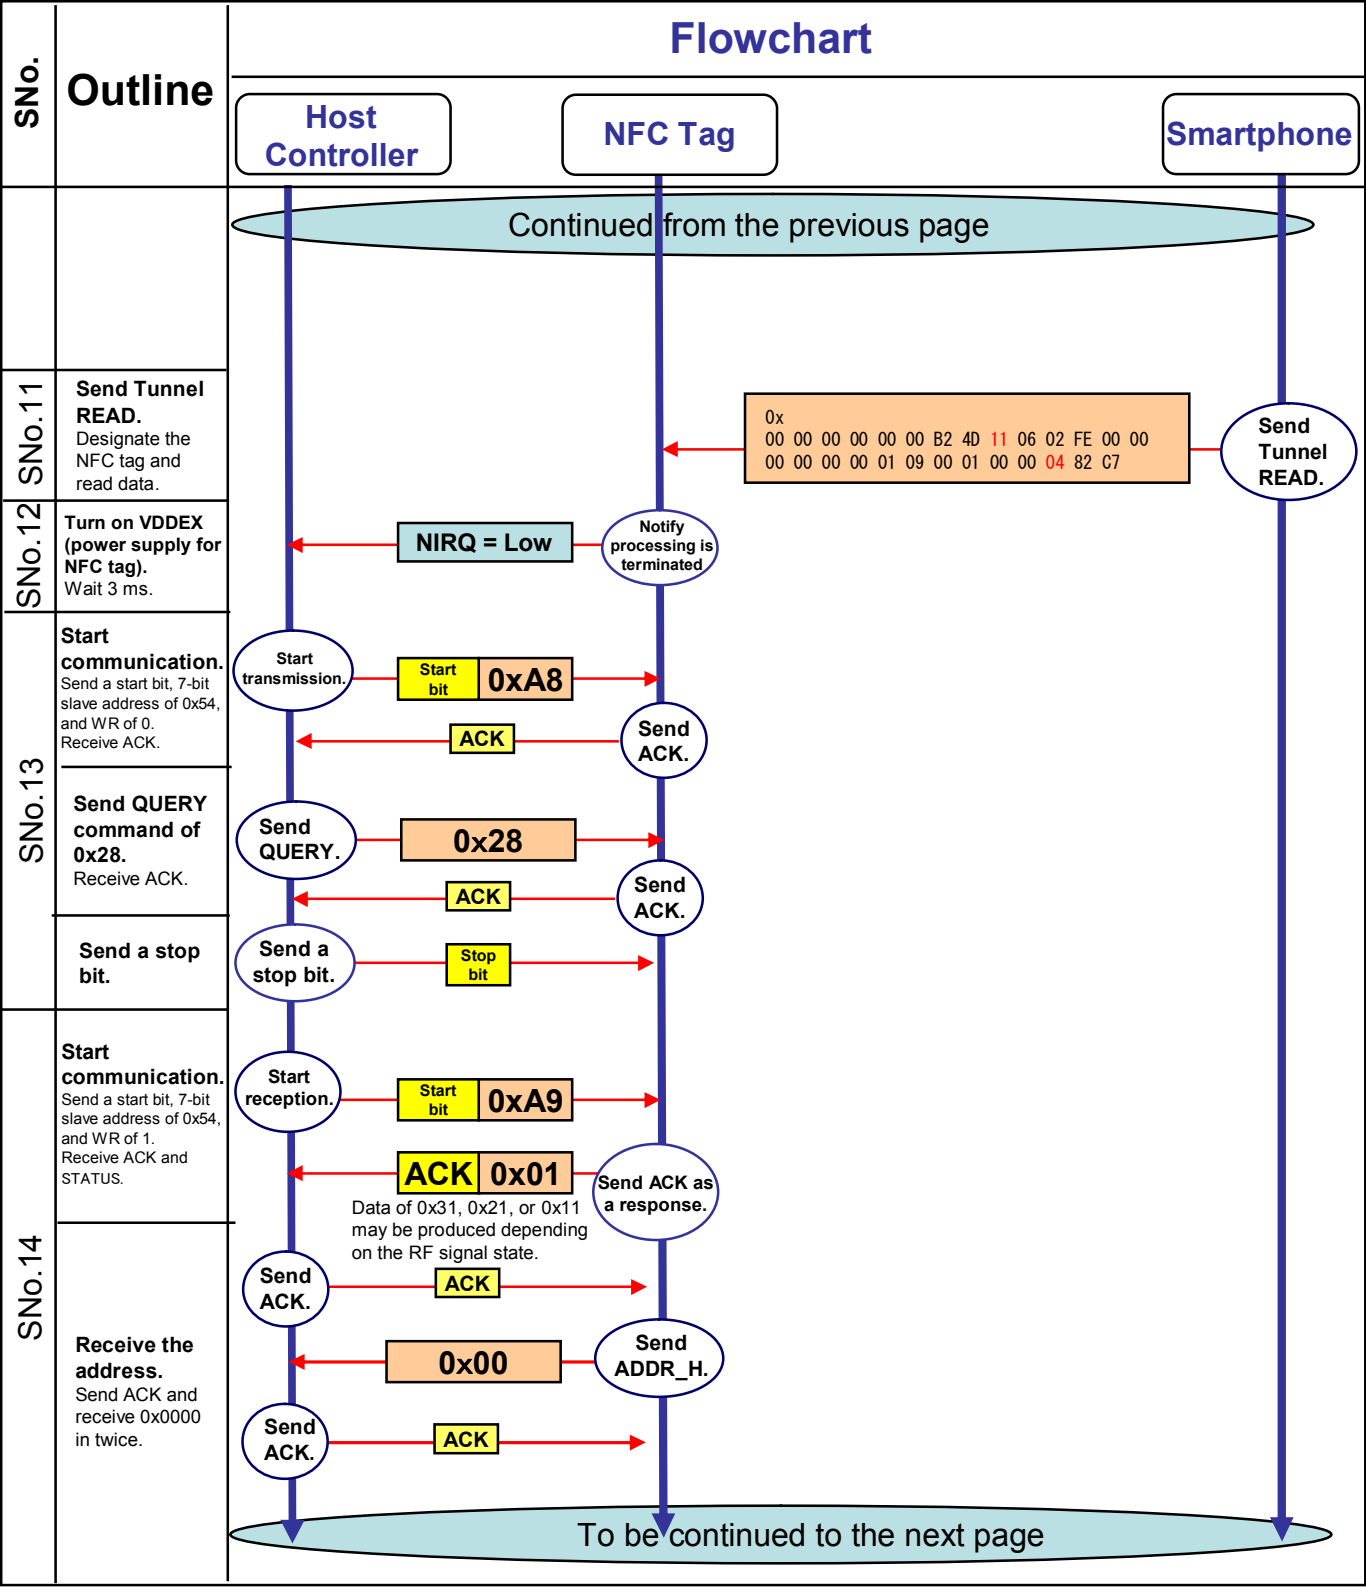 Flowchart
SNo.
Outline
Host
Controller
NFC Tag
Smartphone
Continued from the previous page
SNo.11
Send Tunnel
READ.
Designate the
NFC tag and
read data.
0x
00 00 00 00 00 00 B2 4D 11 06 02 FE 00 00
00 00 00 00 01 09 00 01 00 00 04 82 C7
Send
Tunnel
READ.
SNo.12
Turn on VDDEX
(power supply for
NFC tag).
Wait 3 ms.
NIRQ = Low
Notify
processing is
terminated
SNo.13
Start
communication.
Send a start bit, 7-bit
slave address of 0x54,
and WR of 0.
Receive ACK.
Start
transmission.
Start
bit
0xA8
ACK
Send
ACK.
Send QUERY
command of
0x28.
Receive ACK.
Send
QUERY.
0x28
ACK
Send
ACK.
Send a stop
bit.
Send a
stop bit.
Stop
bit
SNo.14
Start
communication.
Send a start bit, 7-bit
slave address of 0x54,
and WR of 1.
Receive ACK and
STATUS.
Start
reception.
Start
bit
0xA9
ACK
0x01
Send ACK as
a response.
Data of 0x31, 0x21, or 0x11
may be produced depending
on the RF signal state.
Send
ACK.
ACK
Receive the
address.
Send ACK and
receive 0x0000
in twice.
0x00
Send
ADDR_H.
Send
ACK.
ACK
To be continued to the next page